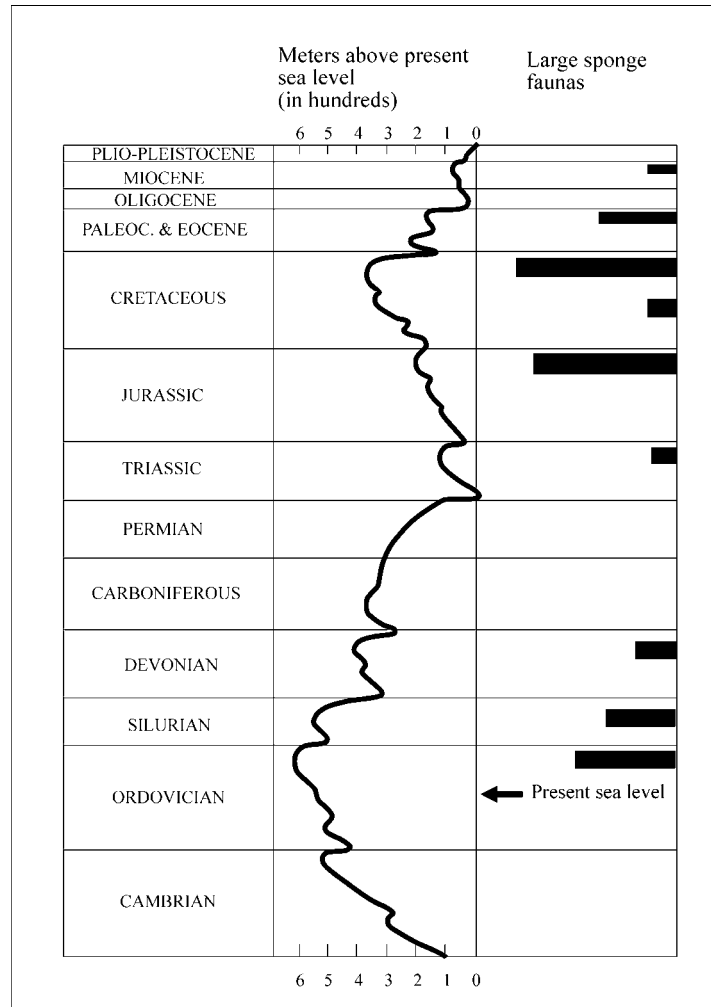 Meters above present
sea level
(in hundreds)
Large sponge
faunas
6 5 4 3 2 1 0
PLIO-PLEISTOCENE
MIOCENE
OLIGOCENE
PALEOC. & EOCENE
CRETACEOUS
JURASSIC
TRIASSIC
PERMIAN
CARBONIFEROUS
DEVONIAN
SILURIAN
ORDOVICIAN
Present sea level
CAMBRIAN
6 5 4 3 2 1 0